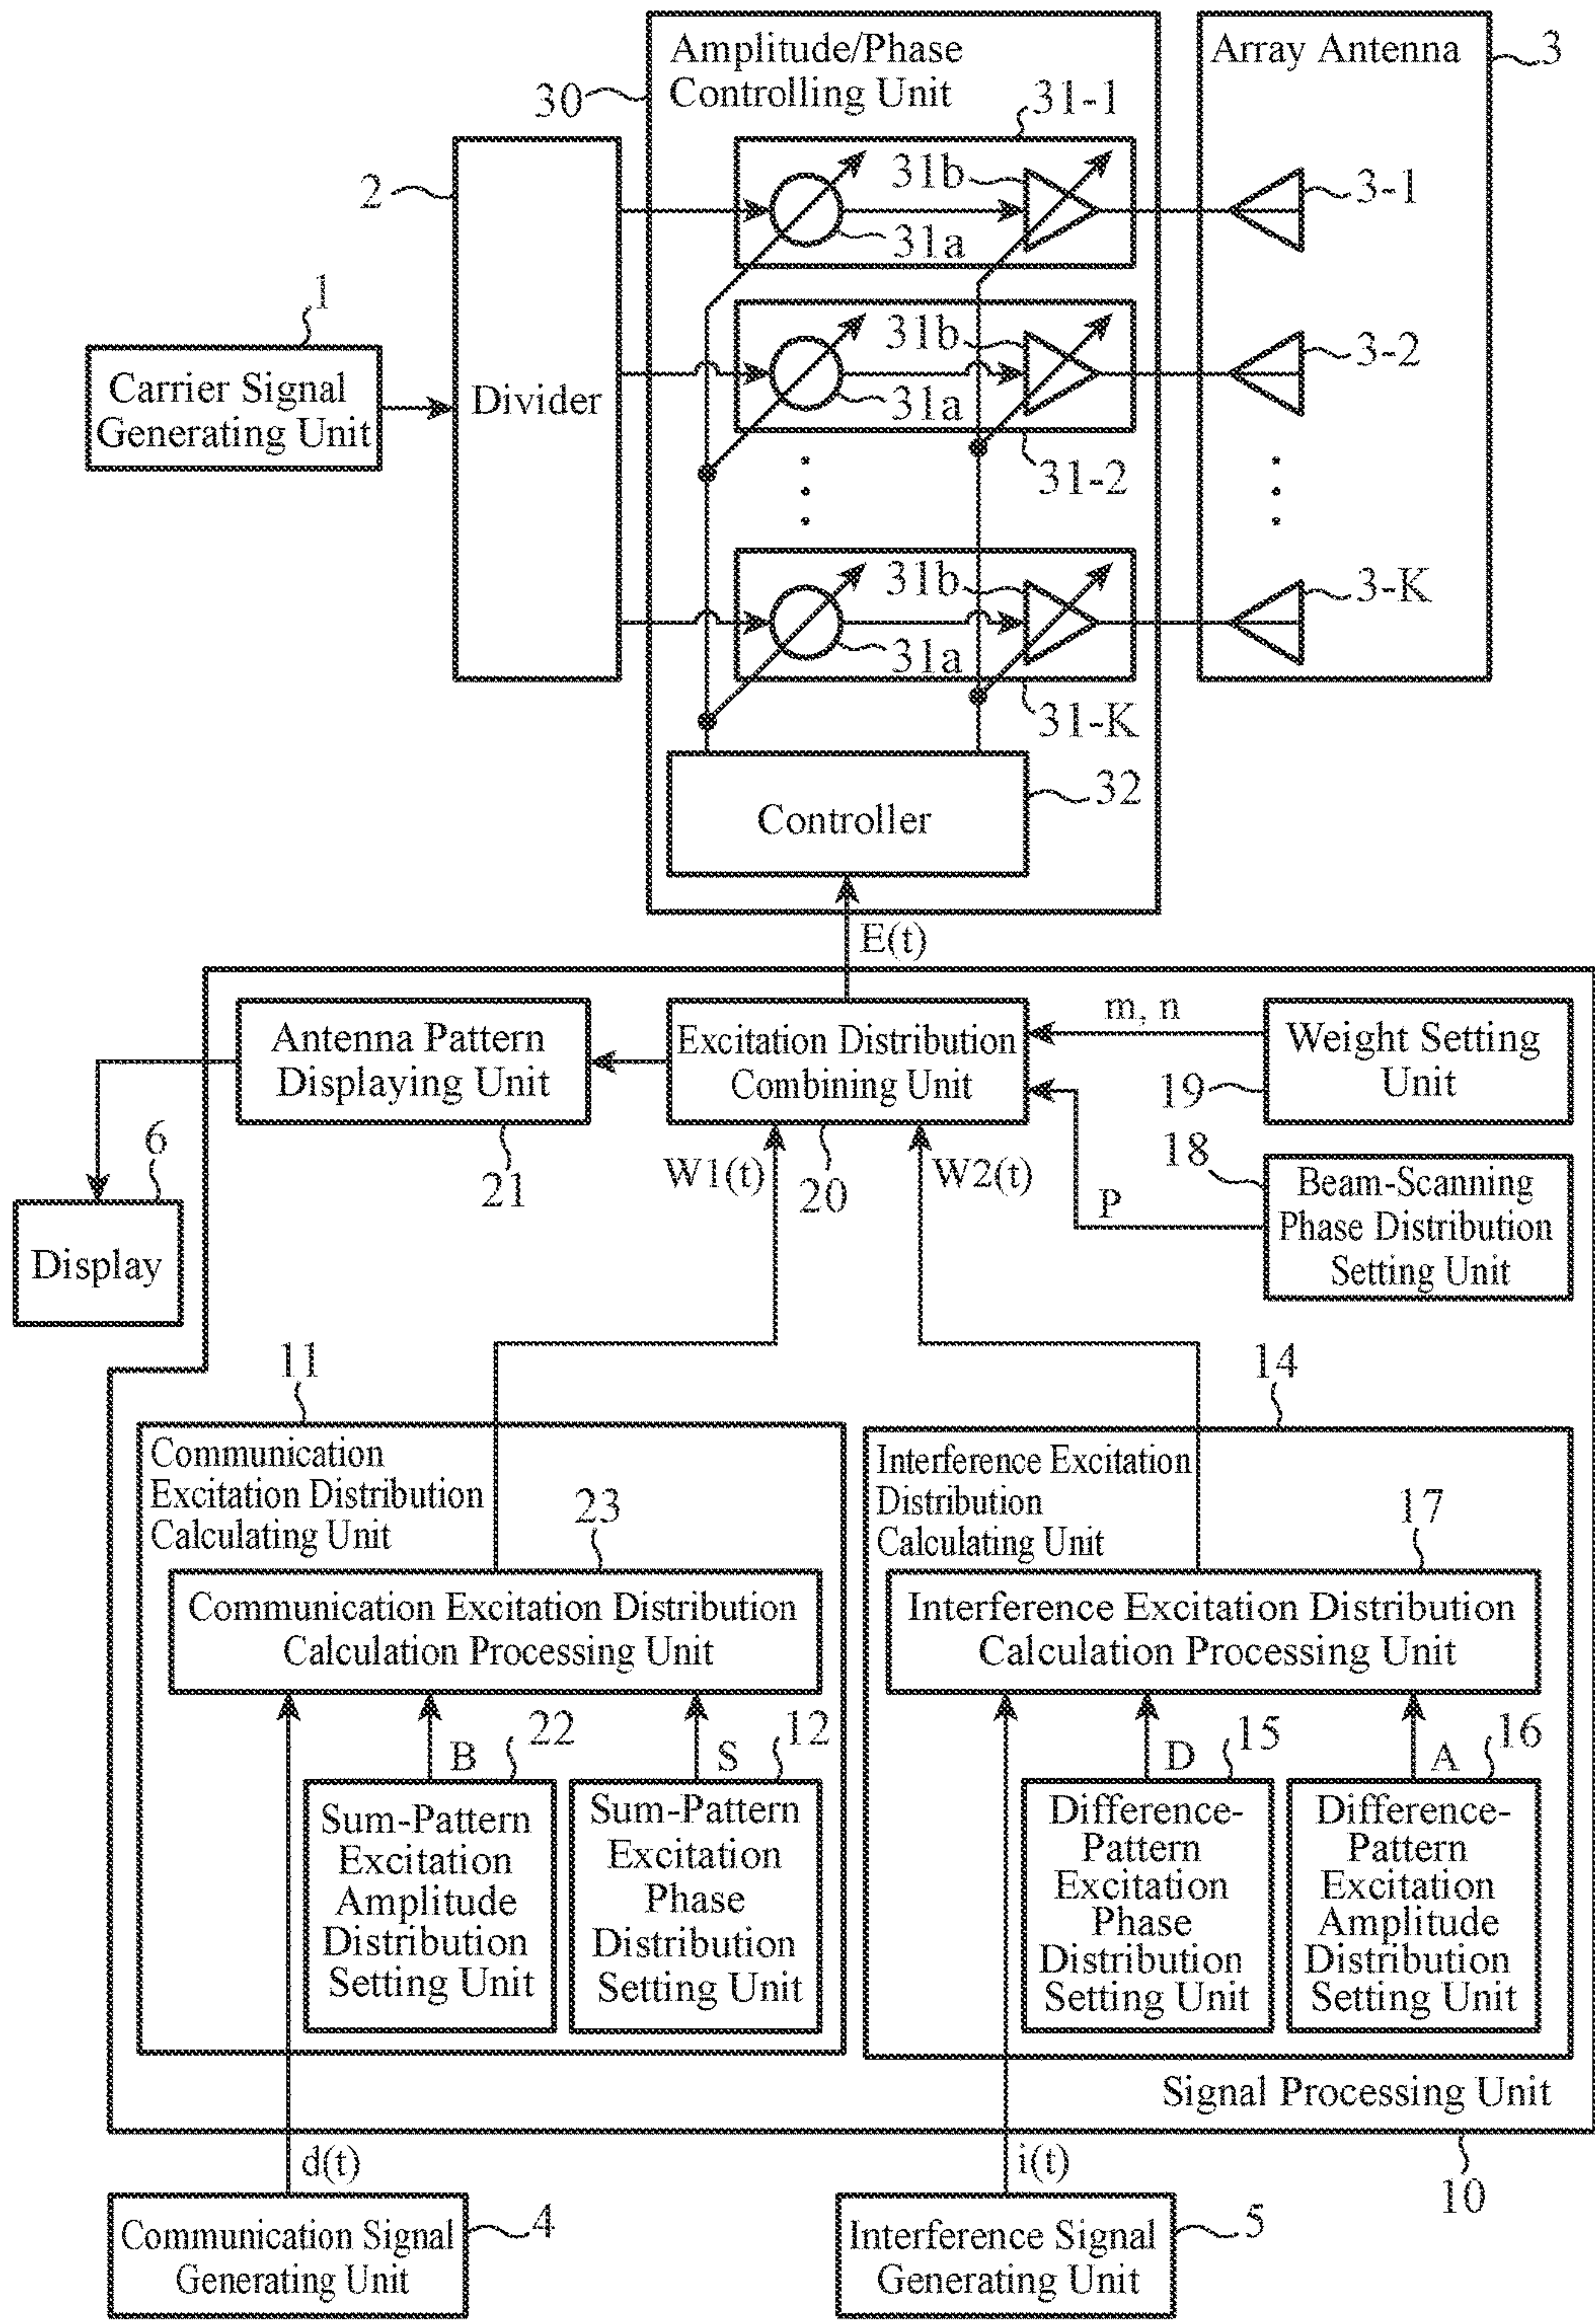 Amplitude/Phase
Controlling Unit
30
31-1
31b
31a
Array Antenna
3
3-1
2
1
Carrier Signal
Generating Unit
Divider
31b
31a
31-2
3-2
31b
31a
31-K
3-K
Controller
32
E(t)
Antenna Pattern
Displaying Unit
21
Excitation Distribution
Combining Unit
20
m, n
Weight Setting
Unit
19
18
P
Beam-Scanning
Phase Distribution
Setting Unit
6
Display
W1(t)
W2(t)
11
Communication
Excitation Distribution
Calculating Unit
23
Communication Excitation Distribution
Calculation Processing Unit
B
22
S
12
Sum-Pattern
Excitation
Amplitude
Distribution
Setting Unit
Sum-Pattern
Excitation
Phase
Distribution
Setting Unit
14
Interference Excitation
Distribution
Calculating Unit
17
Interference Excitation Distribution
Calculation Processing Unit
D
15
A
16
Difference-
Pattern
Excitation
Phase
Distribution
Setting Unit
Difference-
Pattern
Excitation
Amplitude
Distribution
Setting Unit
Signal Processing Unit
10
d(t)
i(t)
Communication Signal
Generating Unit
4
Interference Signal
Generating Unit
5